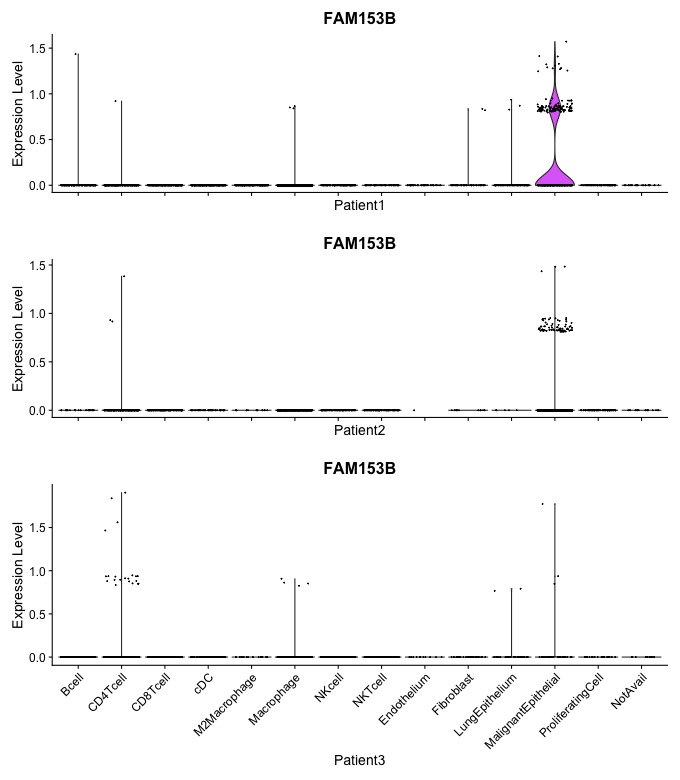 FAM153B
Expression Level
1.5
1.0
0.5
0.0
Patient1
FAM153B
Expression Level
1.5
1.0
0.5
0.0
Patient2
FAM153B
Expression Level
1.5
1.0
0.5
0.0
Bcell
CD4Tcell
CD8Tcell
cDC
M2Macrophage
Macrophage
NKcell
NKTcell
Endothelium
Fibroblast
LungEpithelium
MalignantEpithelial
ProliferatingCell
NotAvail
Patient3